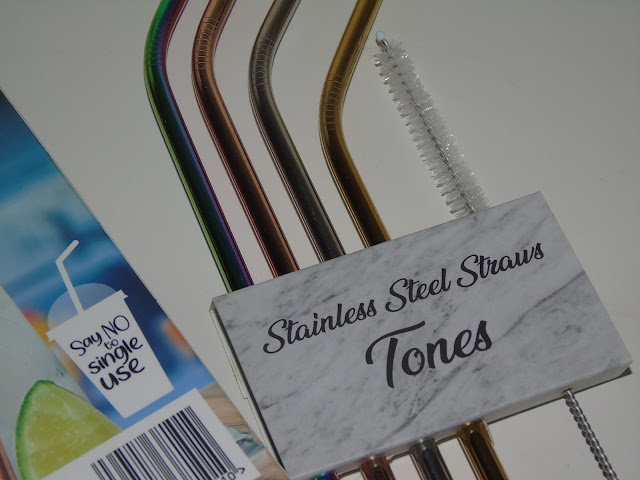 Say NO
to
single
use
Stainless Steel Straws
Tones